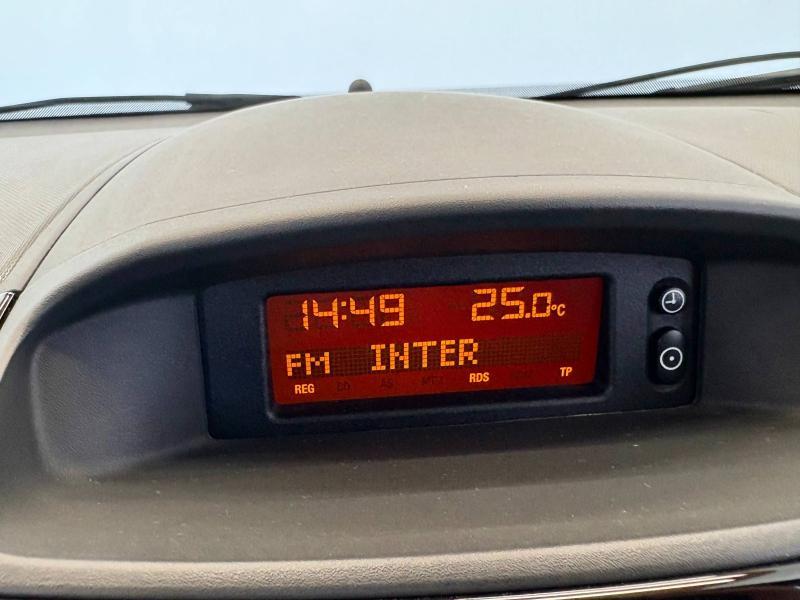 14:49 25.0°C
FM INTER
REG RDS TP